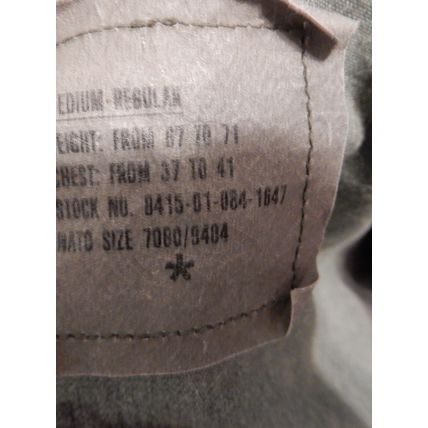 EDIUM-REGULAR
EIGHT: FROM 67 TO 71
CHEST: FROM 37 TO 41
STOCK NO. 8415-01-084-1647
NATO SIZE 7080/9404